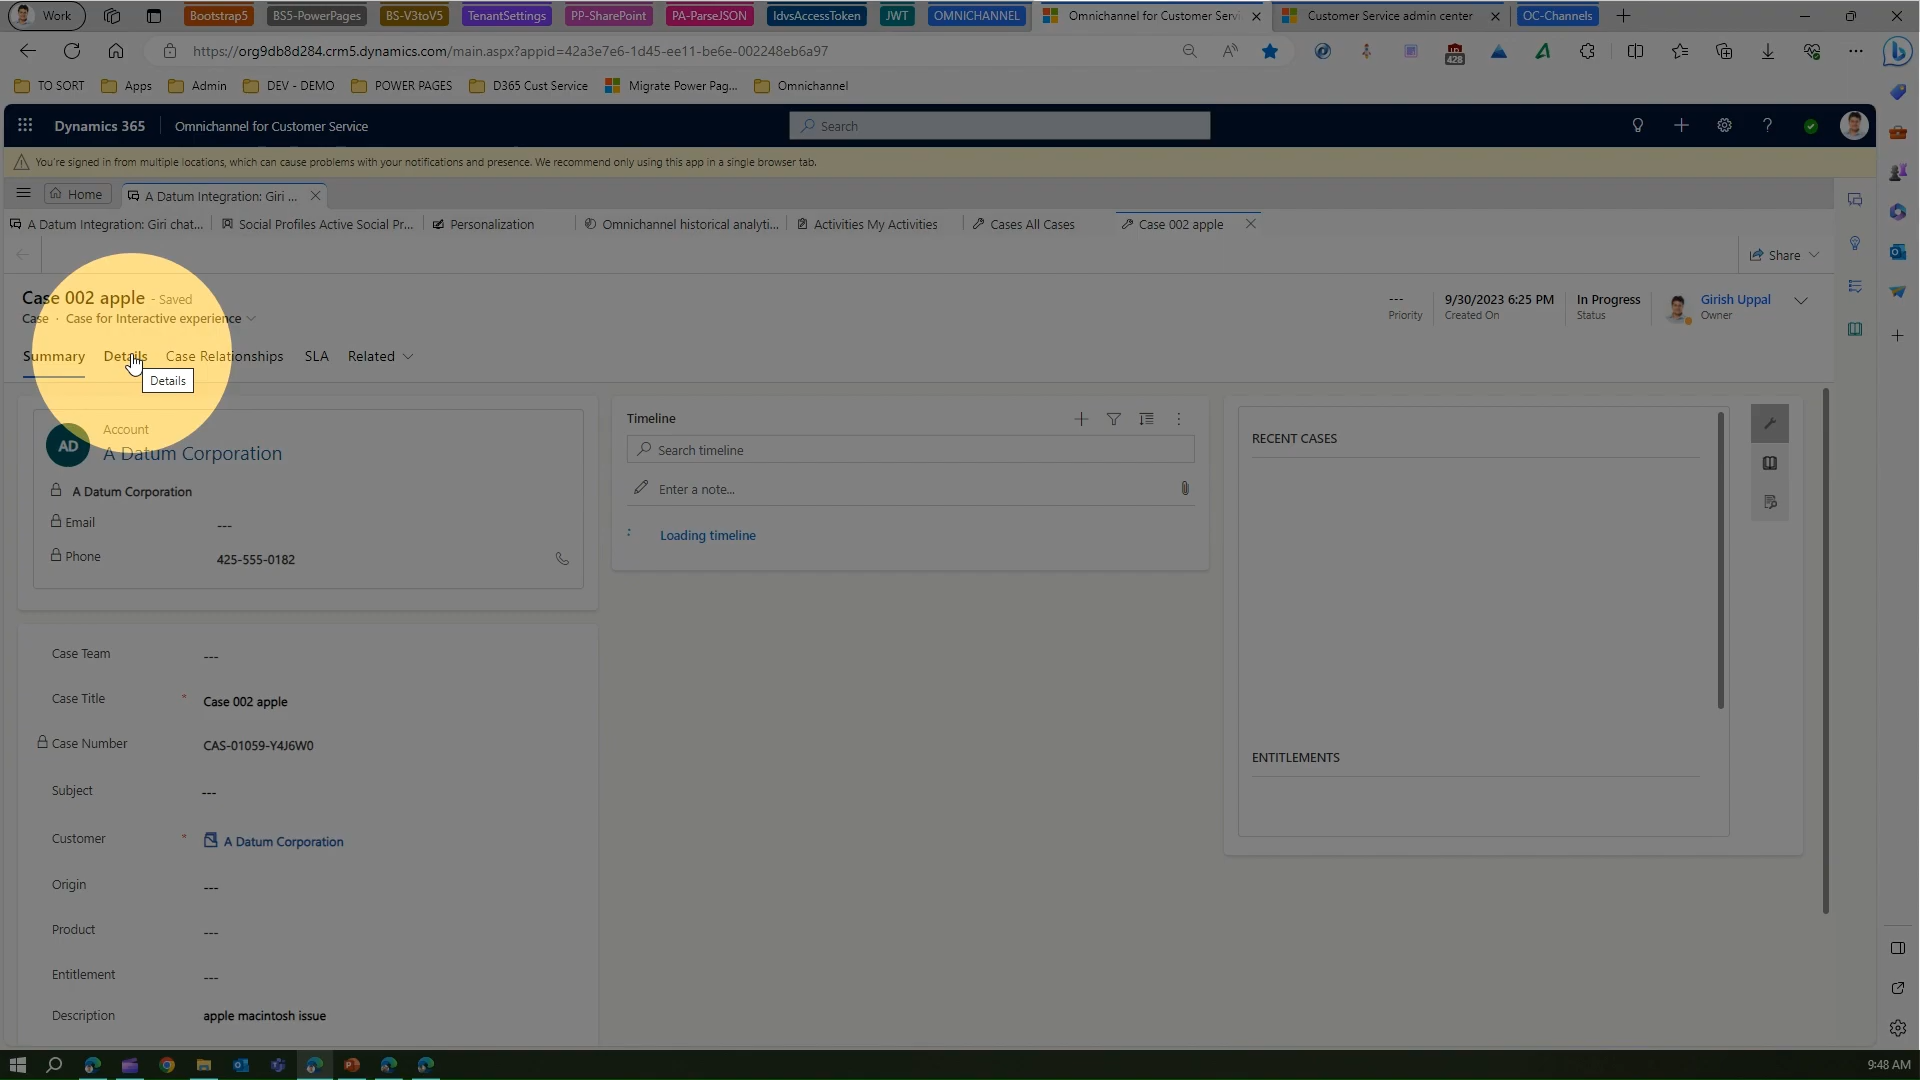 Work
Bootstrap5
BS5-PowerPages
BS-V3toV5
TenantSettings
PP-SharePoint
PA-ParseJSON
IdvsAccessToken
JWT
OMNICHANNEL
Omnichannel for Customer Servi
Customer Service admin center
OC-Channels
https://org9db8d284.crm5.dynamics.com/main.aspx?appid=42a3e7e6-1d45-ee11-be6e-002248eb6a97
428
TO SORT
Apps
Admin
DEV - DEMO
POWER PAGES
D365 Cust Service
Migrate Power Pag...
Omnichannel
Dynamics 365
Omnichannel for Customer Service
Search
You're signed in from multiple locations, which can cause problems with your notifications and presence. We recommend only using this app in a single browser tab.
Home
A Datum Integration: Giri ...
A Datum Integration: Giri chat...
Social Profiles Active Social Pr...
Personalization
Omnichannel historical analyti...
Activities My Activities
Cases All Cases
Case 002 apple
Share
Case 002 apple - Saved
Case · Case for Interactive experience
---
Priority
9/30/2023 6:25 PM
Created On
In Progress
Status
Girish Uppal
Owner
Summary
Details
Case Relationships
SLA
Related
Details
AD
Account
A Datum Corporation
A Datum Corporation
Email
---
Phone
425-555-0182
Case Team
---
Case Title
*
Case 002 apple
Case Number
CAS-01059-Y4J6W0
Subject
---
Customer
*
A Datum Corporation
Origin
---
Product
---
Entitlement
---
Description
apple macintosh issue
Timeline
Search timeline
Enter a note...
Loading timeline
RECENT CASES
ENTITLEMENTS
9:48 AM